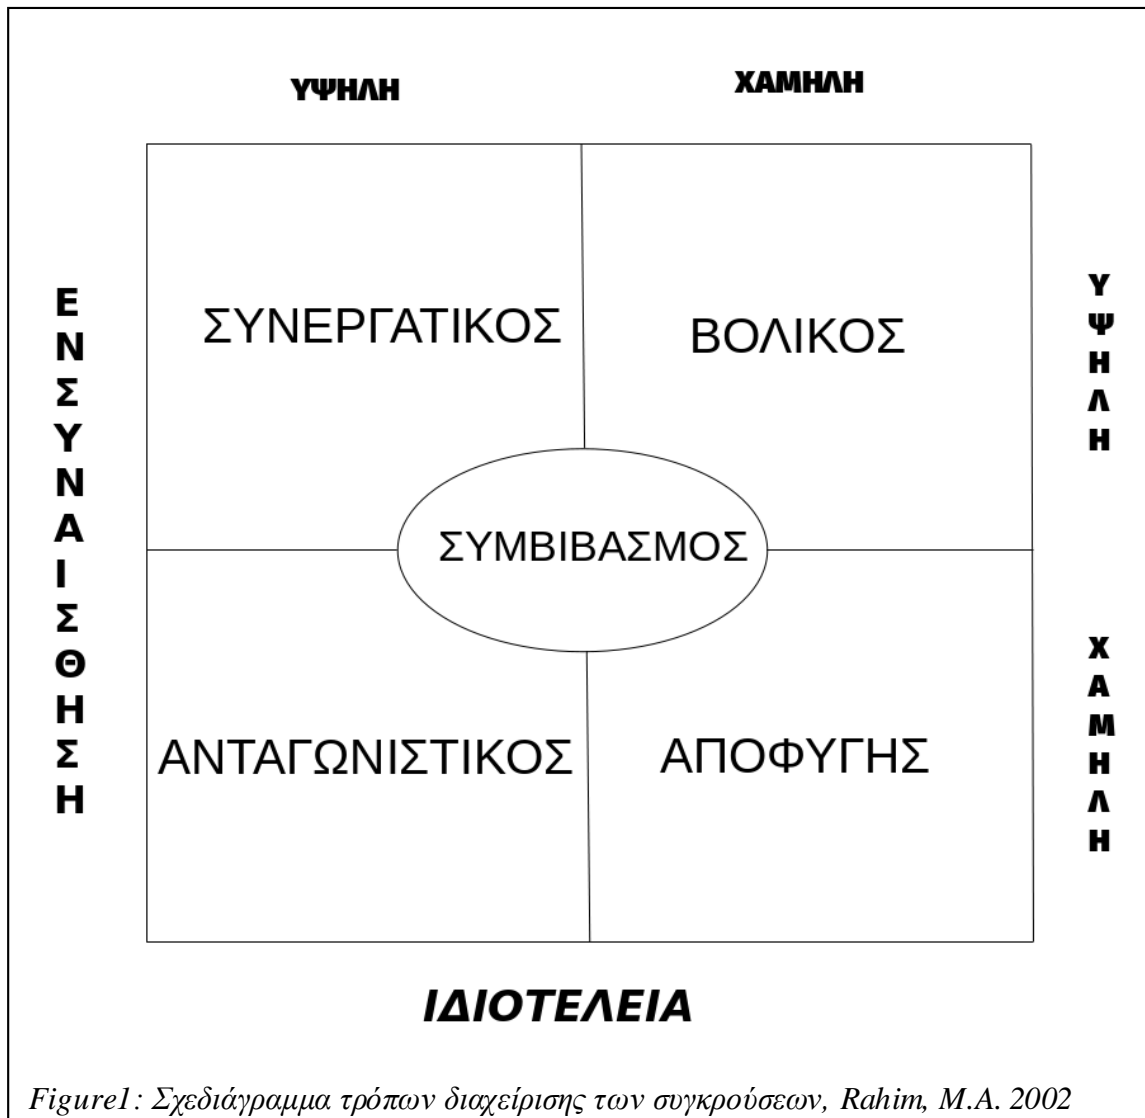 ΥΨΗΛΗ ΧΑΜΗΛΗ
ΕΝΣΥΝΑΙΣΘΗΣΗ
ΣΥΝΕΡΓΑΤΙΚΟΣ
ΒΟΛΙΚΟΣ
ΥΨΗΛΗ
ΣΥΜΒΙΒΑΣΜΟΣ
ΑΝΤΑΓΩΝΙΣΤΙΚΟΣ
ΑΠΟΦΥΓΗΣ
ΧΑΜΗΛΗ
ΙΔΙΟΤΕΛΕΙΑ
Figure1: Σχεδιάγραμμα τρόπων διαχείρισης των συγκρούσεων, Rahim, M.A. 2002